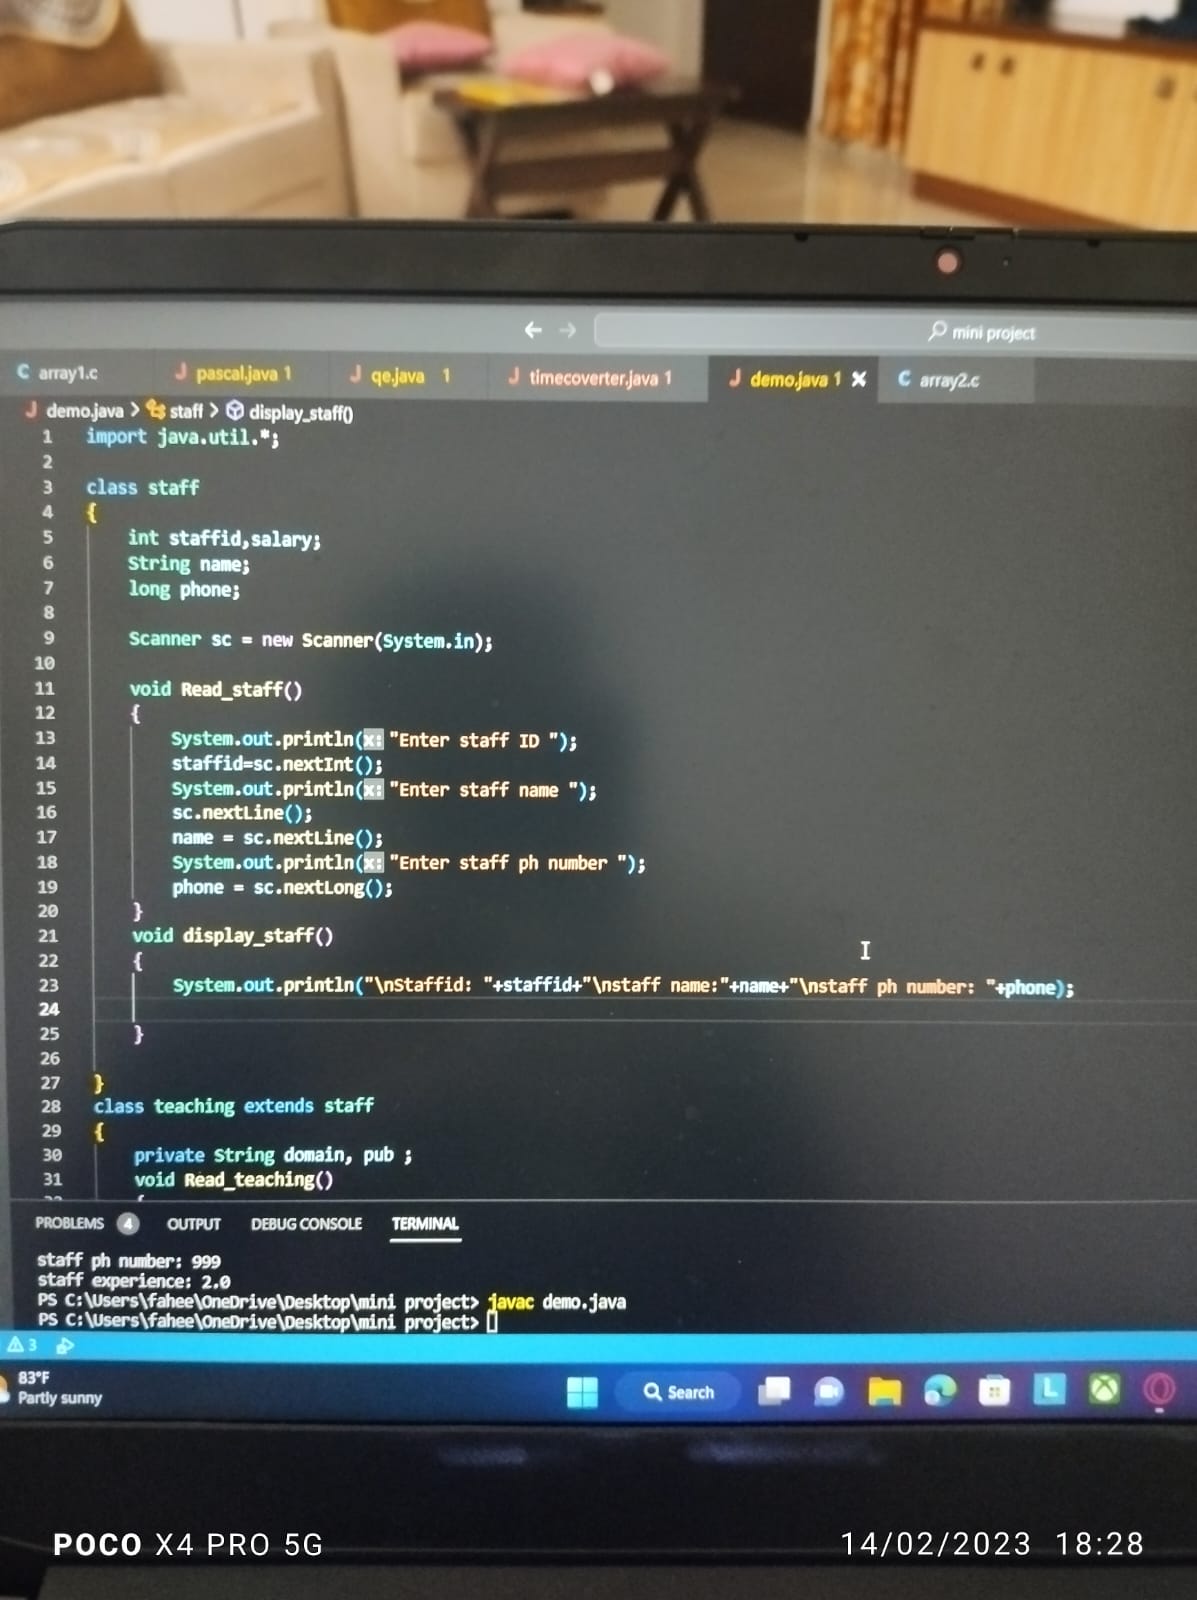 mini project
array1.c pascal.java 1 qe.java 1 timecoverter.java 1 demo.java 1 array2.c
demo.java > staff > display_staff()
1 import java.util.*;
2
3 class staff
4 {
5 int staffid,salary;
6 String name;
7 long phone;
8
9 Scanner sc = new Scanner(System.in);
10
11 void Read_staff()
12 {
13 System.out.println(x: "Enter staff ID ");
14 staffid=sc.nextInt();
15 System.out.println(x: "Enter staff name ");
16 sc.nextLine();
17 name = sc.nextLine();
18 System.out.println(x: "Enter staff ph number ");
19 phone = sc.nextLong();
20 }
21 void display_staff()
22 {
23 System.out.println("\nStaffid: "+staffid+"\nstaff name:"+name+"\nstaff ph number: "+phone);
24
25 }
26
27 }
28 class teaching extends staff
29 {
30 private String domain, pub ;
31 void Read_teaching()
PROBLEMS 4 OUTPUT DEBUG CONSOLE TERMINAL
staff ph number: 999
staff experience: 2.0
PS C:\Users\fahee\OneDrive\Desktop\mini project> javac demo.java
PS C:\Users\fahee\OneDrive\Desktop\mini project>
3
83°F
Partly sunny
Search
POCO X4 PRO 5G
14/02/2023 18:28